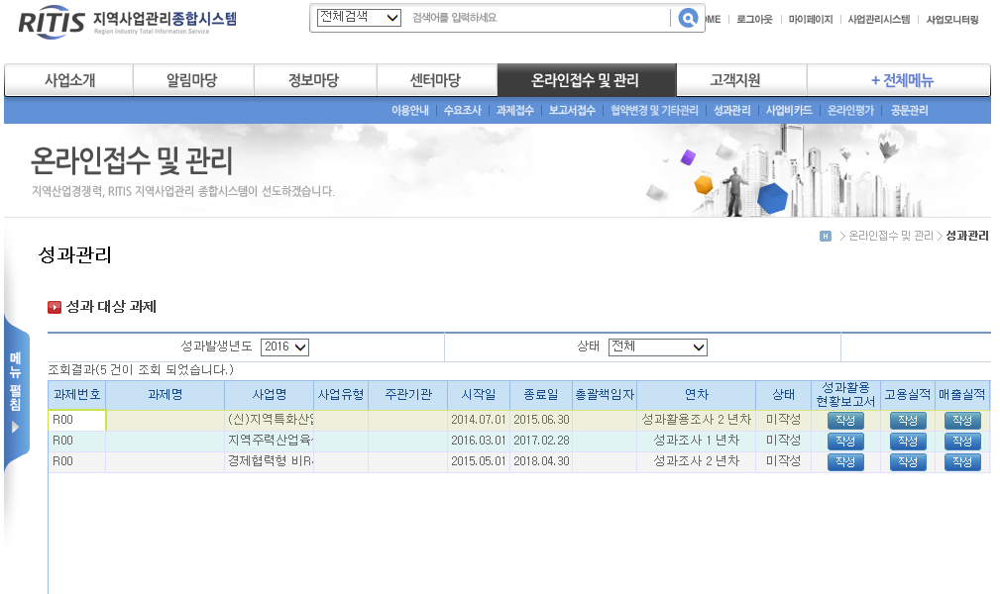 RITIS 지역사업관리종합시스템
Region Industry Total Information Service
전체검색 검색어를 입력하세요
OME 로그아웃 마이페이지 사업관리시스템 사업모니터링
사업소개 알림마당 정보마당 센터마당 온라인접수 및 관리 고객지원 + 전체메뉴
이용안내 수요조사 과제접수 보고서접수 협약변경 및 기타관리 성과관리 사업비카드 온라인평가 공문관리
온라인접수 및 관리
지역산업경쟁력, RITIS 지역사업관리 종합시스템이 선도하겠습니다.
H > 온라인접수 및 관리 > 성과관리
성과관리
성과 대상 과제
메뉴 펼침
성과발생년도 2016 상태 전체
조회결과(5 건이 조회 되었습니다.)
과제번호 과제명 사업명 사업유형 주관기관 시작일 종료일 총괄책임자 연차 상태 성과활용 현황보고서 고용실적 매출실적
R00 (신)지역특화산업 2014.07.01 2015.06.30 성과활용조사 2 년차 미작성 작성 작성 작성
R00 지역주력산업육성 2016.03.01 2017.02.28 성과조사 1 년차 미작성 작성 작성 작성
R00 경제협력형 비R& 2015.05.01 2018.04.30 성과조사 2 년차 미작성 작성 작성 작성